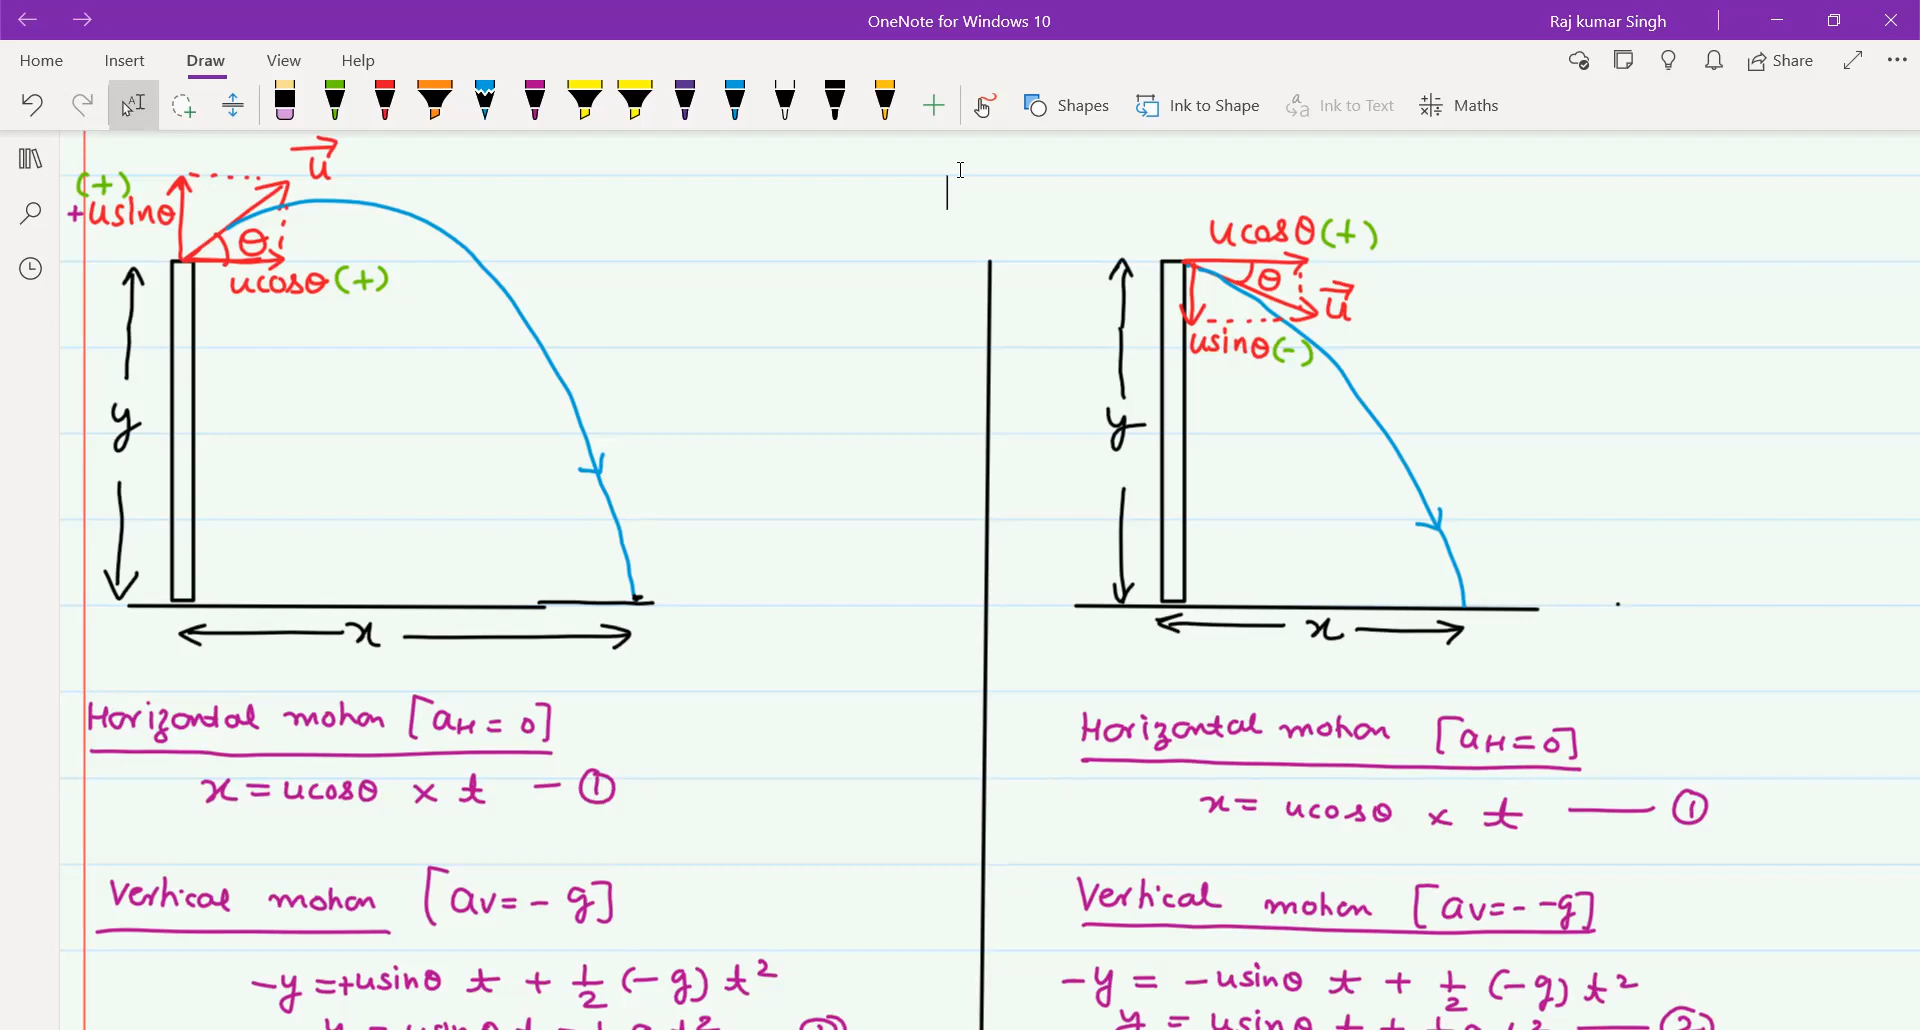 OneNote for Windows 10
Raj kumar Singh
Home Insert Draw View Help
Share
Shapes Ink to Shape Ink to Text Maths
u
(+)
+usinθ
θ
ucosθ(+)
y
x
Horizontal motion [aH = 0]
x = ucosθ × t — ①
Vertical motion [av = - g]
-y = +usinθ t + 1/2 (-g) t²
ucosθ(+)
θ
u
usinθ(-)
y
x
Horizontal motion [aH = 0]
x = ucosθ × t — ①
Vertical motion [av = - -g]
-y = -usinθ t + 1/2 (-g) t²